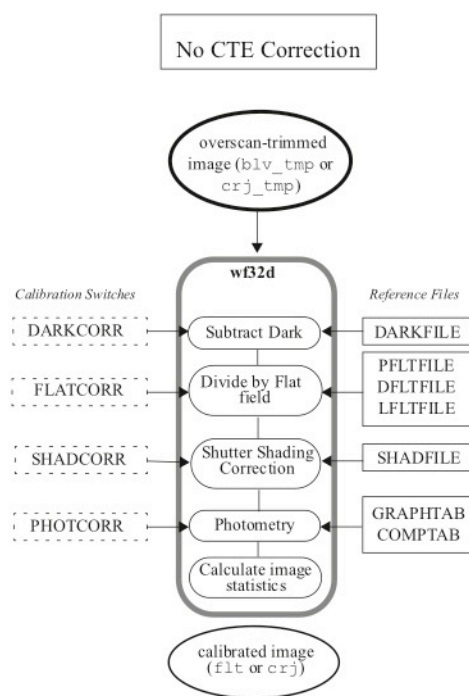 No CTE Correction
overscan-trimmed
image (blv_tmp or
crj_tmp)
wf32d
Calibration Switches
Reference Files
DARKCORR
Subtract Dark
DARKFILE
FLATCORR
Divide by Flat
field
PFLTFILE
DFLTFILE
LFLTFILE
SHADCORR
Shutter Shading
Correction
SHADFILE
PHOTCORR
Photometry
GRAPHTAB
COMPTAB
Calculate image
statistics
calibrated image
(flt or crj)